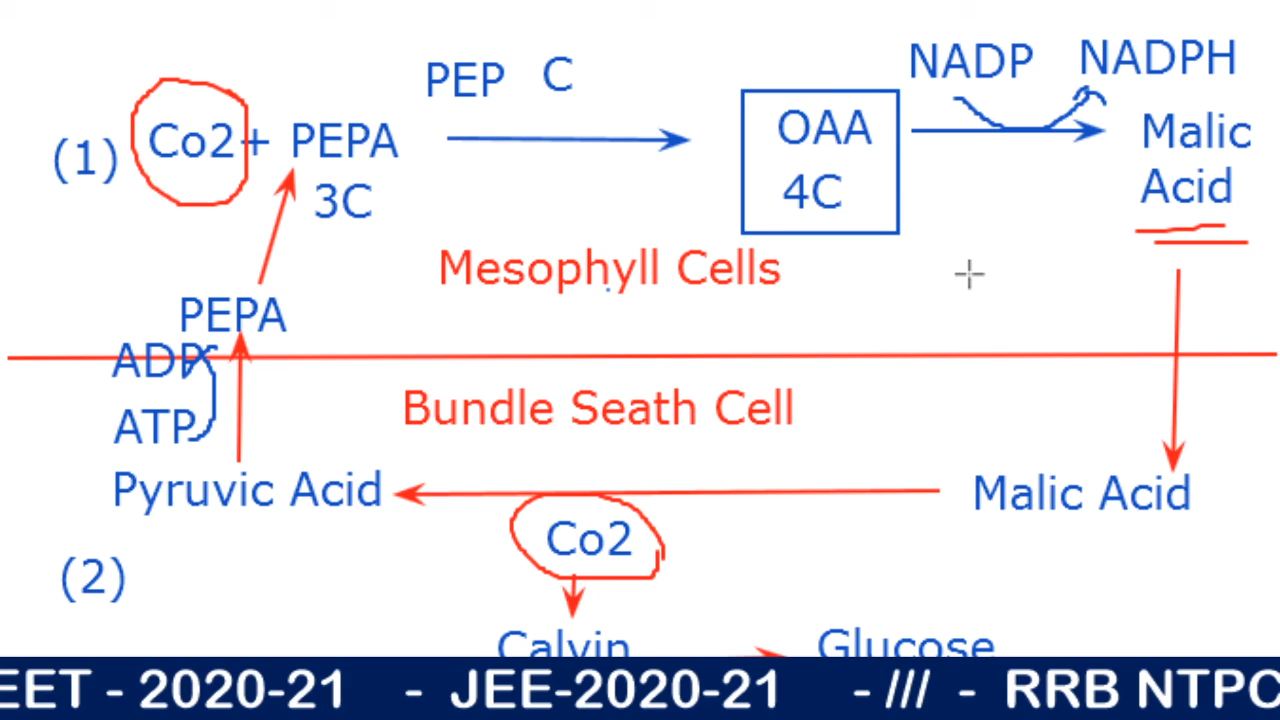 NADP NADPH
PEP C
(1) Co2+ PEPA OAA Malic
3C 4C Acid
Mesophyll Cells
PEPA
ADP
Bundle Seath Cell
ATP
Pyruvic Acid Malic Acid
Co2
(2)
Calvin Glucose
EET - 2020-21 - JEE-2020-21 - /// - RRB NTPC